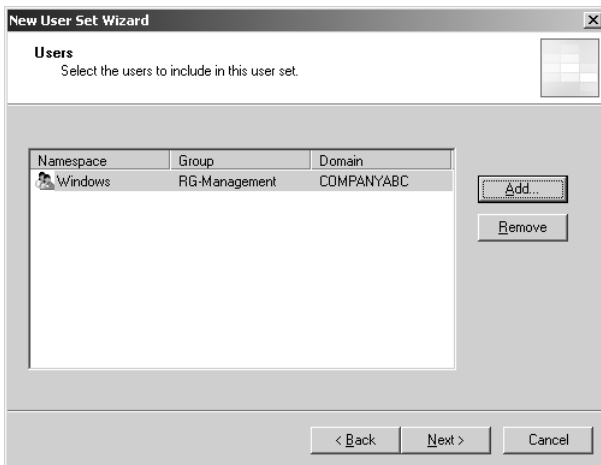 New User Set Wizard
Users
Select the users to include in this user set.
Namespace Group Domain
Windows RG-Management COMPANYABC
Add...
Remove
< Back Next > Cancel